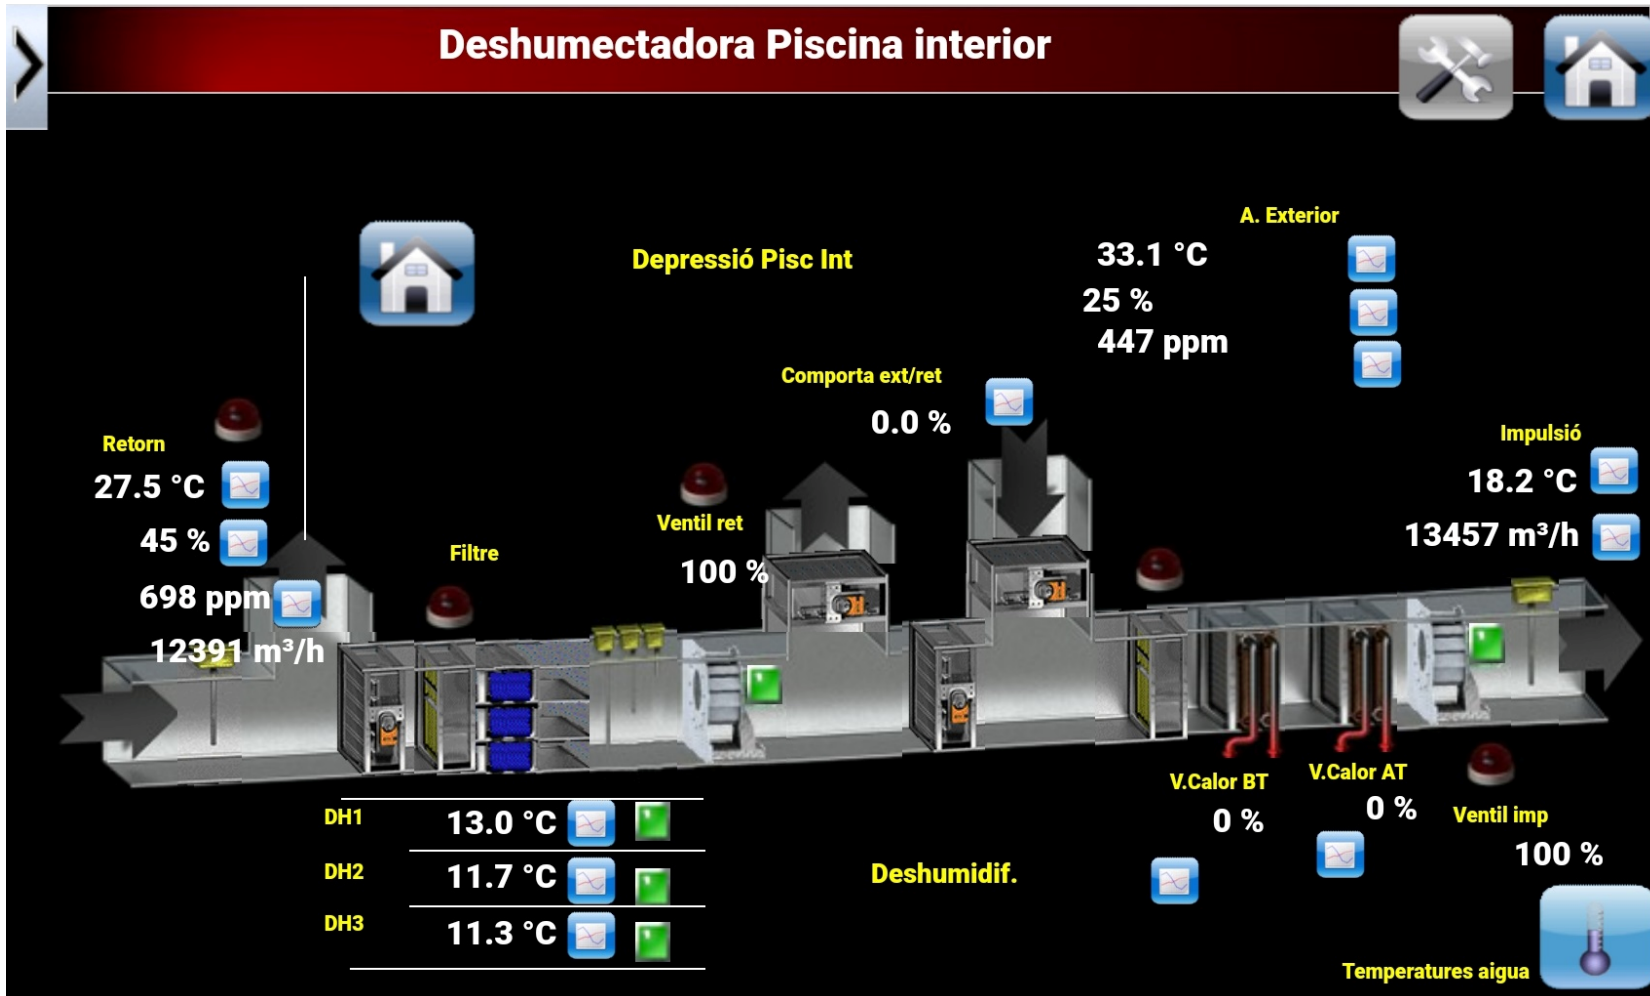 Deshumectadora Piscina interior
A. Exterior
Depressió Pisc Int
33.1 °C
25 %
447 ppm
Comporta ext/ret
0.0 %
Retorn
27.5 °C
45 %
698 ppm
12391 m³/h
Filtre
Ventil ret
100 %
Impulsió
18.2 °C
13457 m³/h
V.Calor BT
0 %
V.Calor AT
0 %
Ventil imp
100 %
DH1 13.0 °C
DH2 11.7 °C
DH3 11.3 °C
Deshumidif.
Temperatures aigua